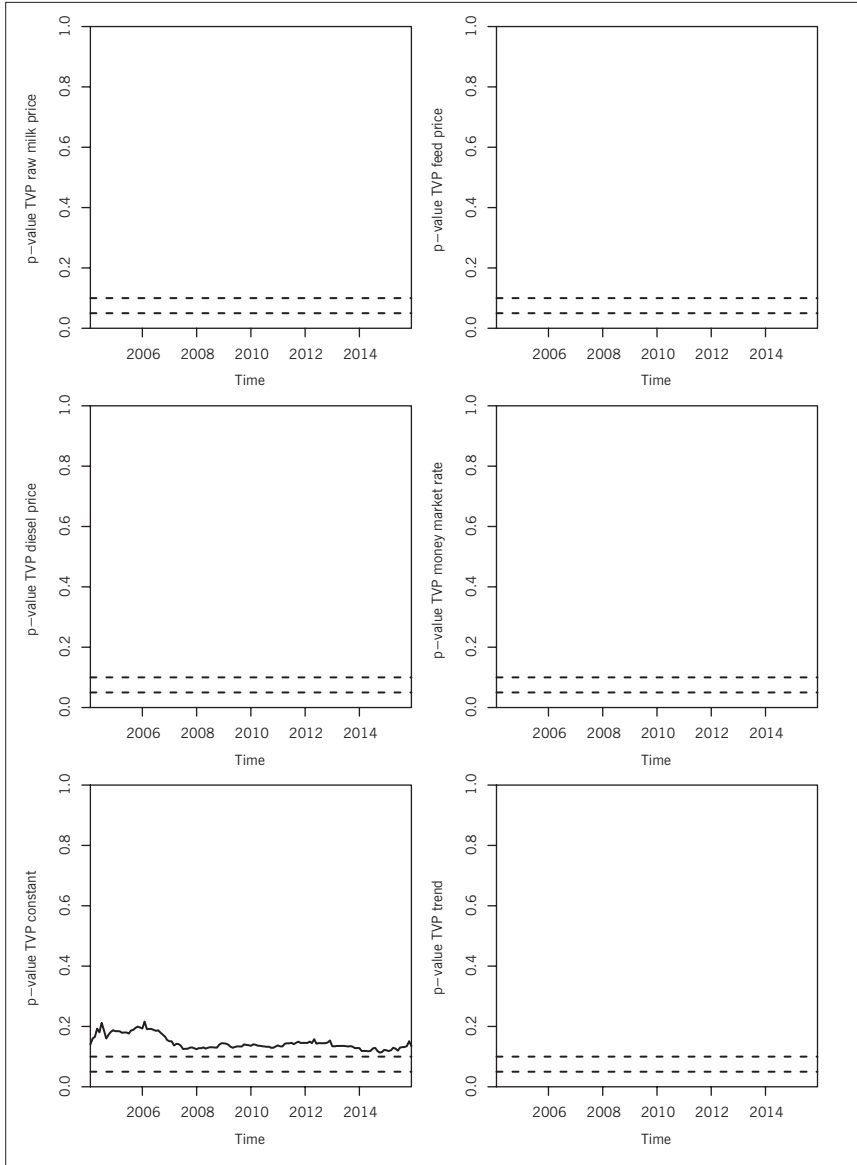 p−value TVP raw milk price
0.0 0.2 0.4 0.6 0.8 1.0
2006 2008 2010 2012 2014
Time
p−value TVP feed price
0.0 0.2 0.4 0.6 0.8 1.0
2006 2008 2010 2012 2014
Time
p−value TVP diesel price
0.0 0.2 0.4 0.6 0.8 1.0
2006 2008 2010 2012 2014
Time
p−value TVP money market rate
0.0 0.2 0.4 0.6 0.8 1.0
2006 2008 2010 2012 2014
Time
p−value TVP constant
0.0 0.2 0.4 0.6 0.8 1.0
2006 2008 2010 2012 2014
Time
p−value TVP trend
0.0 0.2 0.4 0.6 0.8 1.0
2006 2008 2010 2012 2014
Time